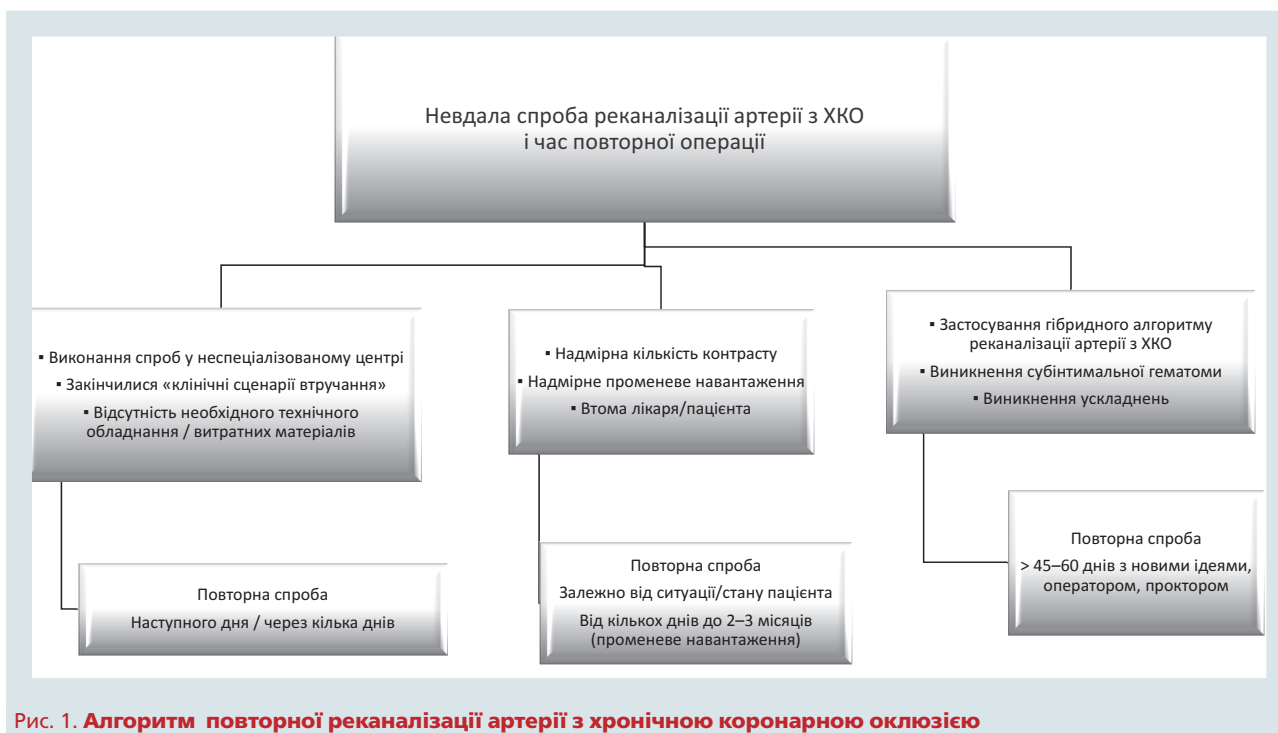 Невдала спроба реканалізації артерії з ХКО
і час повторної операції
▪ Виконання спроб у неспеціалізованому центрі
▪ Закінчилися «клінічні сценарії втручання»
▪ Відсутність необхідного технічного
обладнання / витратних матеріалів
Повторна спроба
Наступного дня / через кілька днів
▪ Надмірна кількість контрасту
▪ Надмірне променеве навантаження
▪ Втома лікаря/пацієнта
Повторна спроба
Залежно від ситуації/стану пацієнта
Від кількох днів до 2–3 місяців
(променеве навантаження)
▪ Застосування гібридного алгоритму
реканалізації артерії з ХКО
▪ Виникнення субінтимальної гематоми
▪ Виникнення ускладнень
Повторна спроба
> 45–60 днів з новими ідеями,
оператором, проктором
Рис. 1. Алгоритм повторної реканалізації артерії з хронічною коронарною оклюзією